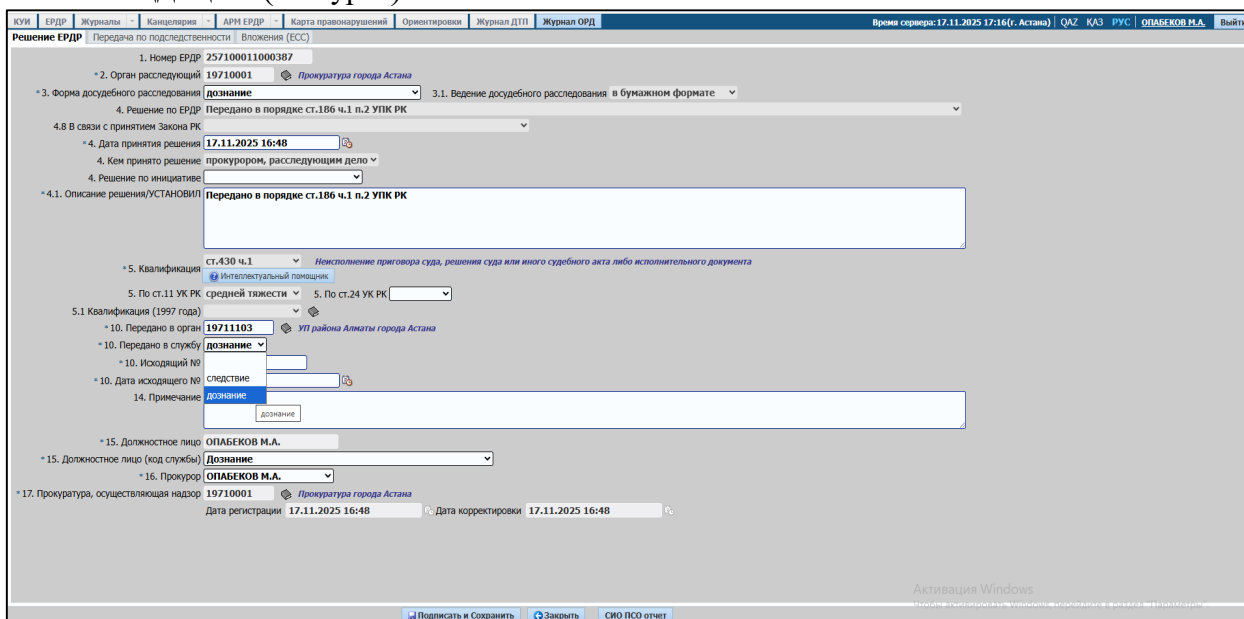 КУИ ЕРДР Журналы Канцелярия АРМ ЕРДР Карта правонарушений Ориентировки Журнал ДТП Журнал ОРД Время сервера:17.11.2025 17:16(г. Астана) QAZ ҚАЗ РУС ОПАБЕКОВ М.А. Выйти
Решение ЕРДР Передача по подследственности Вложения (ЕСС)
1. Номер ЕРДР 257100011000387
* 2. Орган расследующий 19710001 Прокуратура города Астана
* 3. Форма досудебного расследования дознание 3.1. Ведение досудебного расследования в бумажном формате
4. Решение по ЕРДР Передано в порядке ст.186 ч.1 п.2 УПК РК
4.8 В связи с принятием Закона РК
* 4. Дата принятия решения 17.11.2025 16:48
4. Кем принято решение прокурором, расследующим дело
4. Решение по инициативе
* 4.1. Описание решения/УСТАНОВИЛ Передано в порядке ст.186 ч.1 п.2 УПК РК
* 5. Квалификация ст.430 ч.1 Неисполнение приговора суда, решения суда или иного судебного акта либо исполнительного документа
Интеллектуальный помощник
5. По ст.11 УК РК средней тяжести 5. По ст.24 УК РК
5.1 Квалификация (1997 года)
* 10. Передано в орган 19711103 УП района Алматы города Астана
* 10. Передано в службу дознание
* 10. Исходящий №
* 10. Дата исходящего № следствие
14. Примечание дознание
дознание
* 15. Должностное лицо ОПАБЕКОВ М.А.
* 15. Должностное лицо (код службы) Дознание
* 16. Прокурор ОПАБЕКОВ М.А.
* 17. Прокуратура, осуществляющая надзор 19710001 Прокуратура города Астана
Дата регистрации 17.11.2025 16:48 Дата корректировки 17.11.2025 16:48
Активация Windows
Чтобы активировать Windows, перейдите в раздел "Параметры".
Подписать и Сохранить Закрыть СИО ПСО отчет